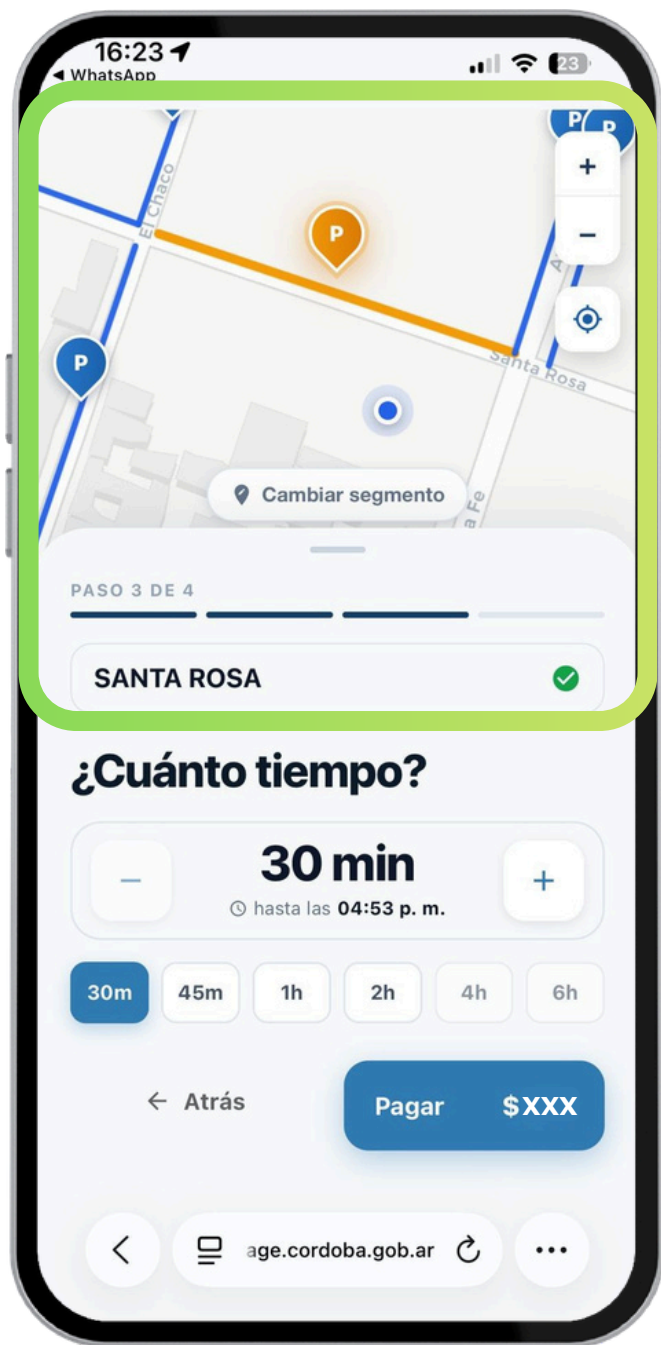 16:23
◀ WhatsApp
23
P
P
P
+
El Chaco
P
−
P
Santa Rosa
Cambiar segmento
a Fe
PASO 3 DE 4
SANTA ROSA
¿Cuánto tiempo?
− 30 min +
hasta las 04:53 p. m.
30m 45m 1h 2h 4h 6h
← Atrás
Pagar $XXX
age.cordoba.gob.ar